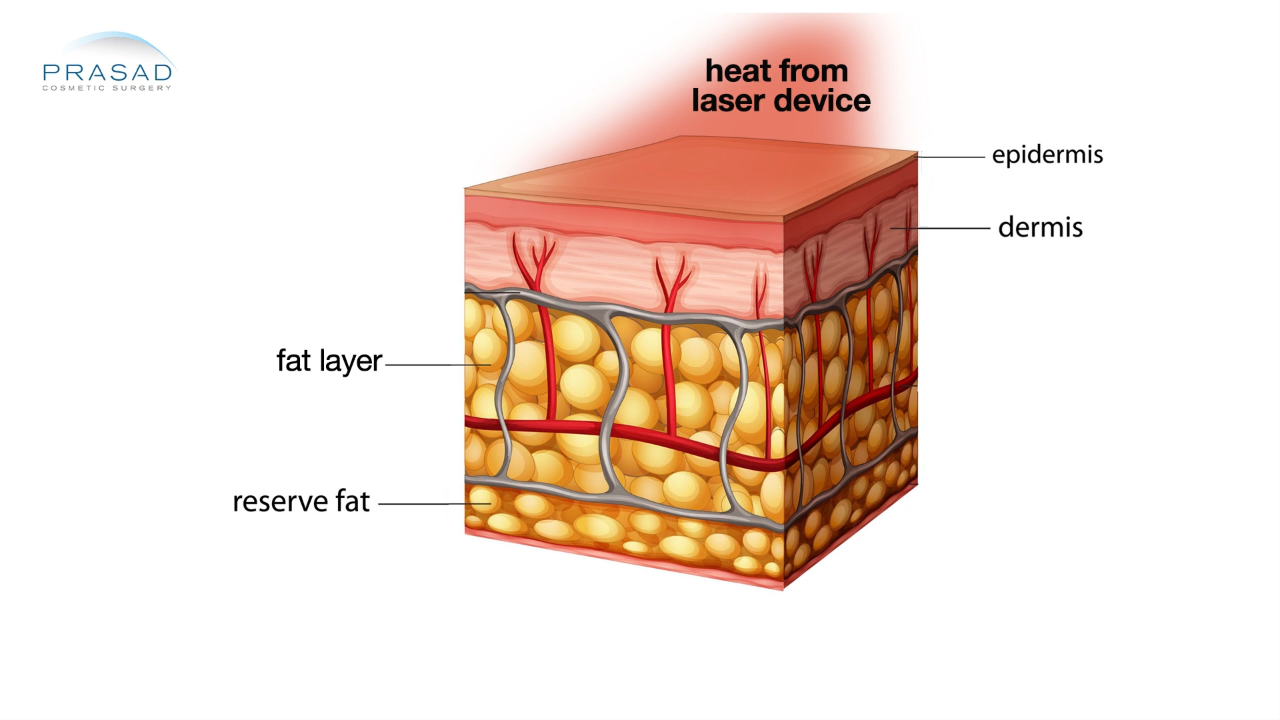 PRASAD
COSMETIC SURGERY
heat from
laser device
epidermis
dermis
fat layer
reserve fat